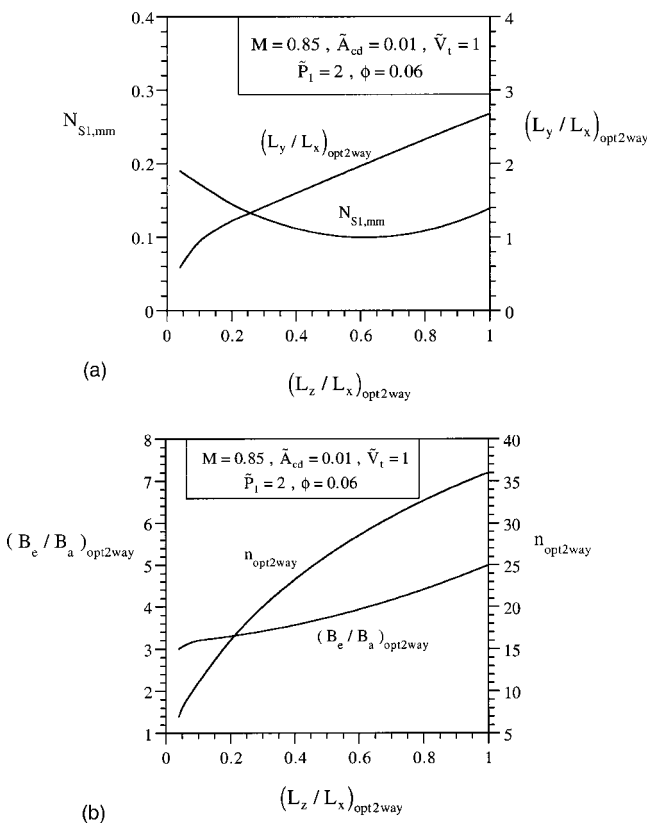 0.4
4
M = 0.85 , Ã_cd = 0.01 , Ṽ_t = 1
P̃_1 = 2 , ϕ = 0.06
0.3
3
N_S1,mm
(L_y / L_x)_opt2way
(L_y / L_x)_opt2way
0.2
2
N_S1,mm
0.1
1
0
0
0 0.2 0.4 0.6 0.8 1
(a)
(L_z / L_x)_opt2way
8
40
M = 0.85 , Ã_cd = 0.01 , Ṽ_t = 1
P̃_1 = 2 , ϕ = 0.06
7
35
6
30
(B_e / B_a)_opt2way
n_opt2way
n_opt2way
5
25
4
20
(B_e / B_a)_opt2way
3
15
2
10
1
5
0 0.2 0.4 0.6 0.8 1
(b)
(L_z / L_x)_opt2way